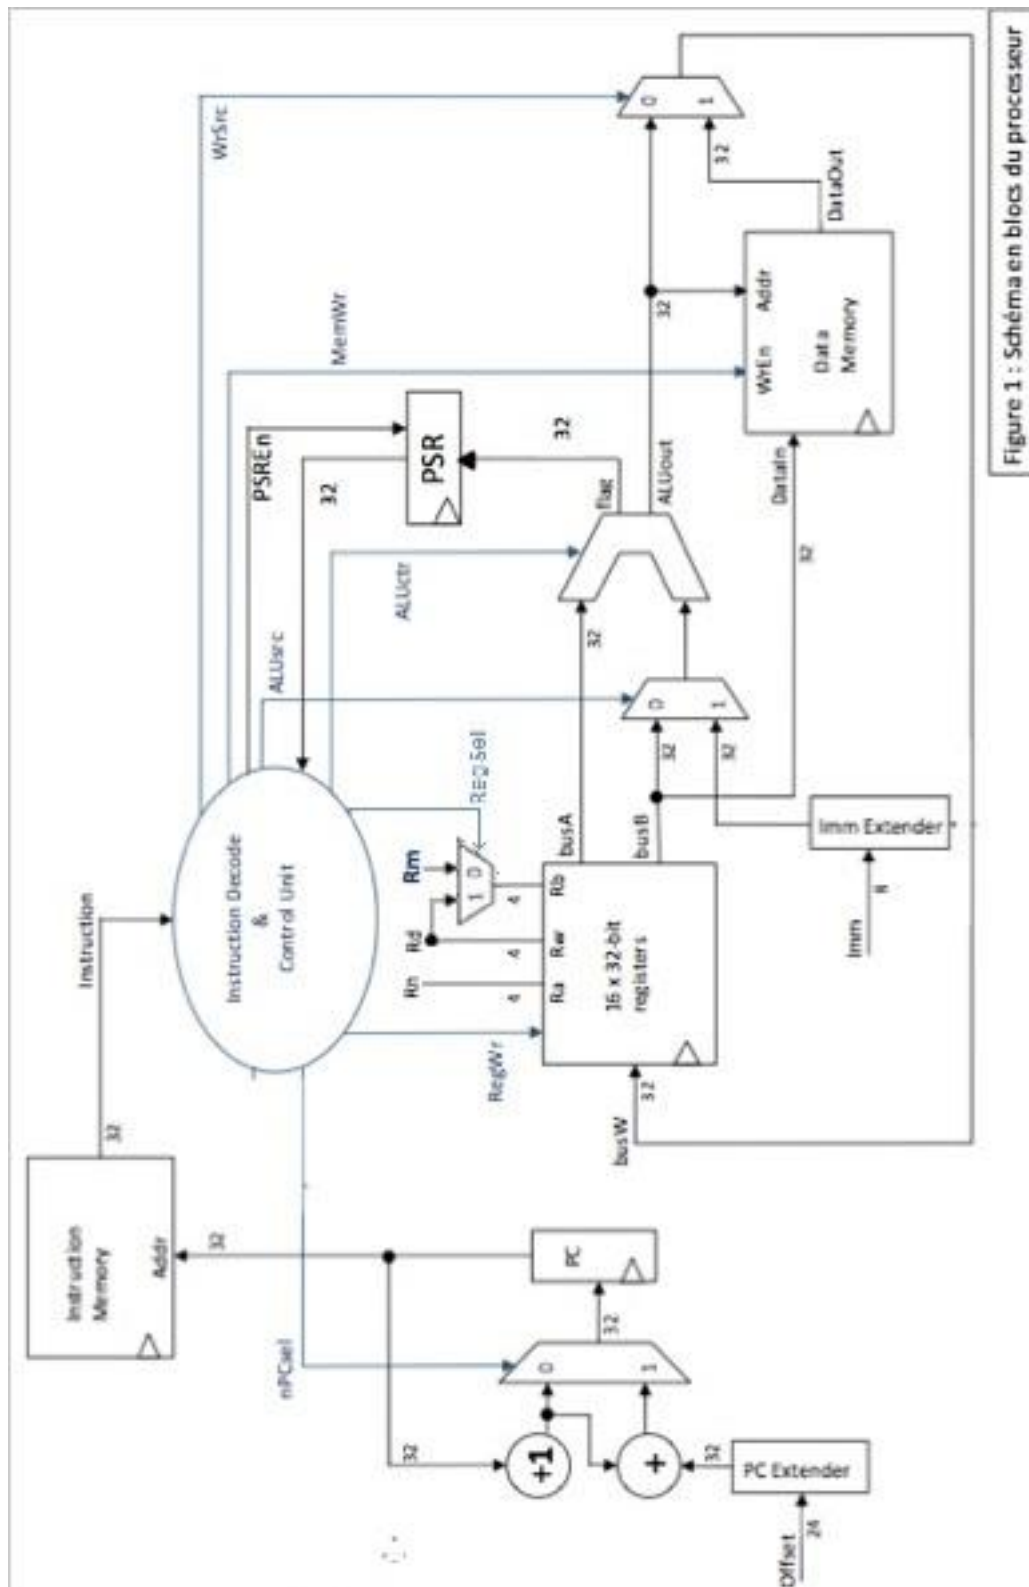 Instruction
Memory
Addr
32
Instruction
Instruction Decode
&
Control Unit
nPCsel
RegWr
RegSel
ALUsrc
ALUctr
PSREn
MemWr
WrSrc
32
PSR
32
flag
ALUout
Rn
Rd
Rm
1 0
4
4
4
Ra
Rw
Rb
16 x 32-bit
registers
busW
32
busA
32
busB
32
32
0
1
Imm Extender
Imm
8
DataIn
32
32
WrEn
Addr
Data
Memory
DataOut
32
0
1
32
32
+1
+
0
1
32
PC
PC Extender
32
Offset
24
Figure 1 : Schéma en blocs du processeur